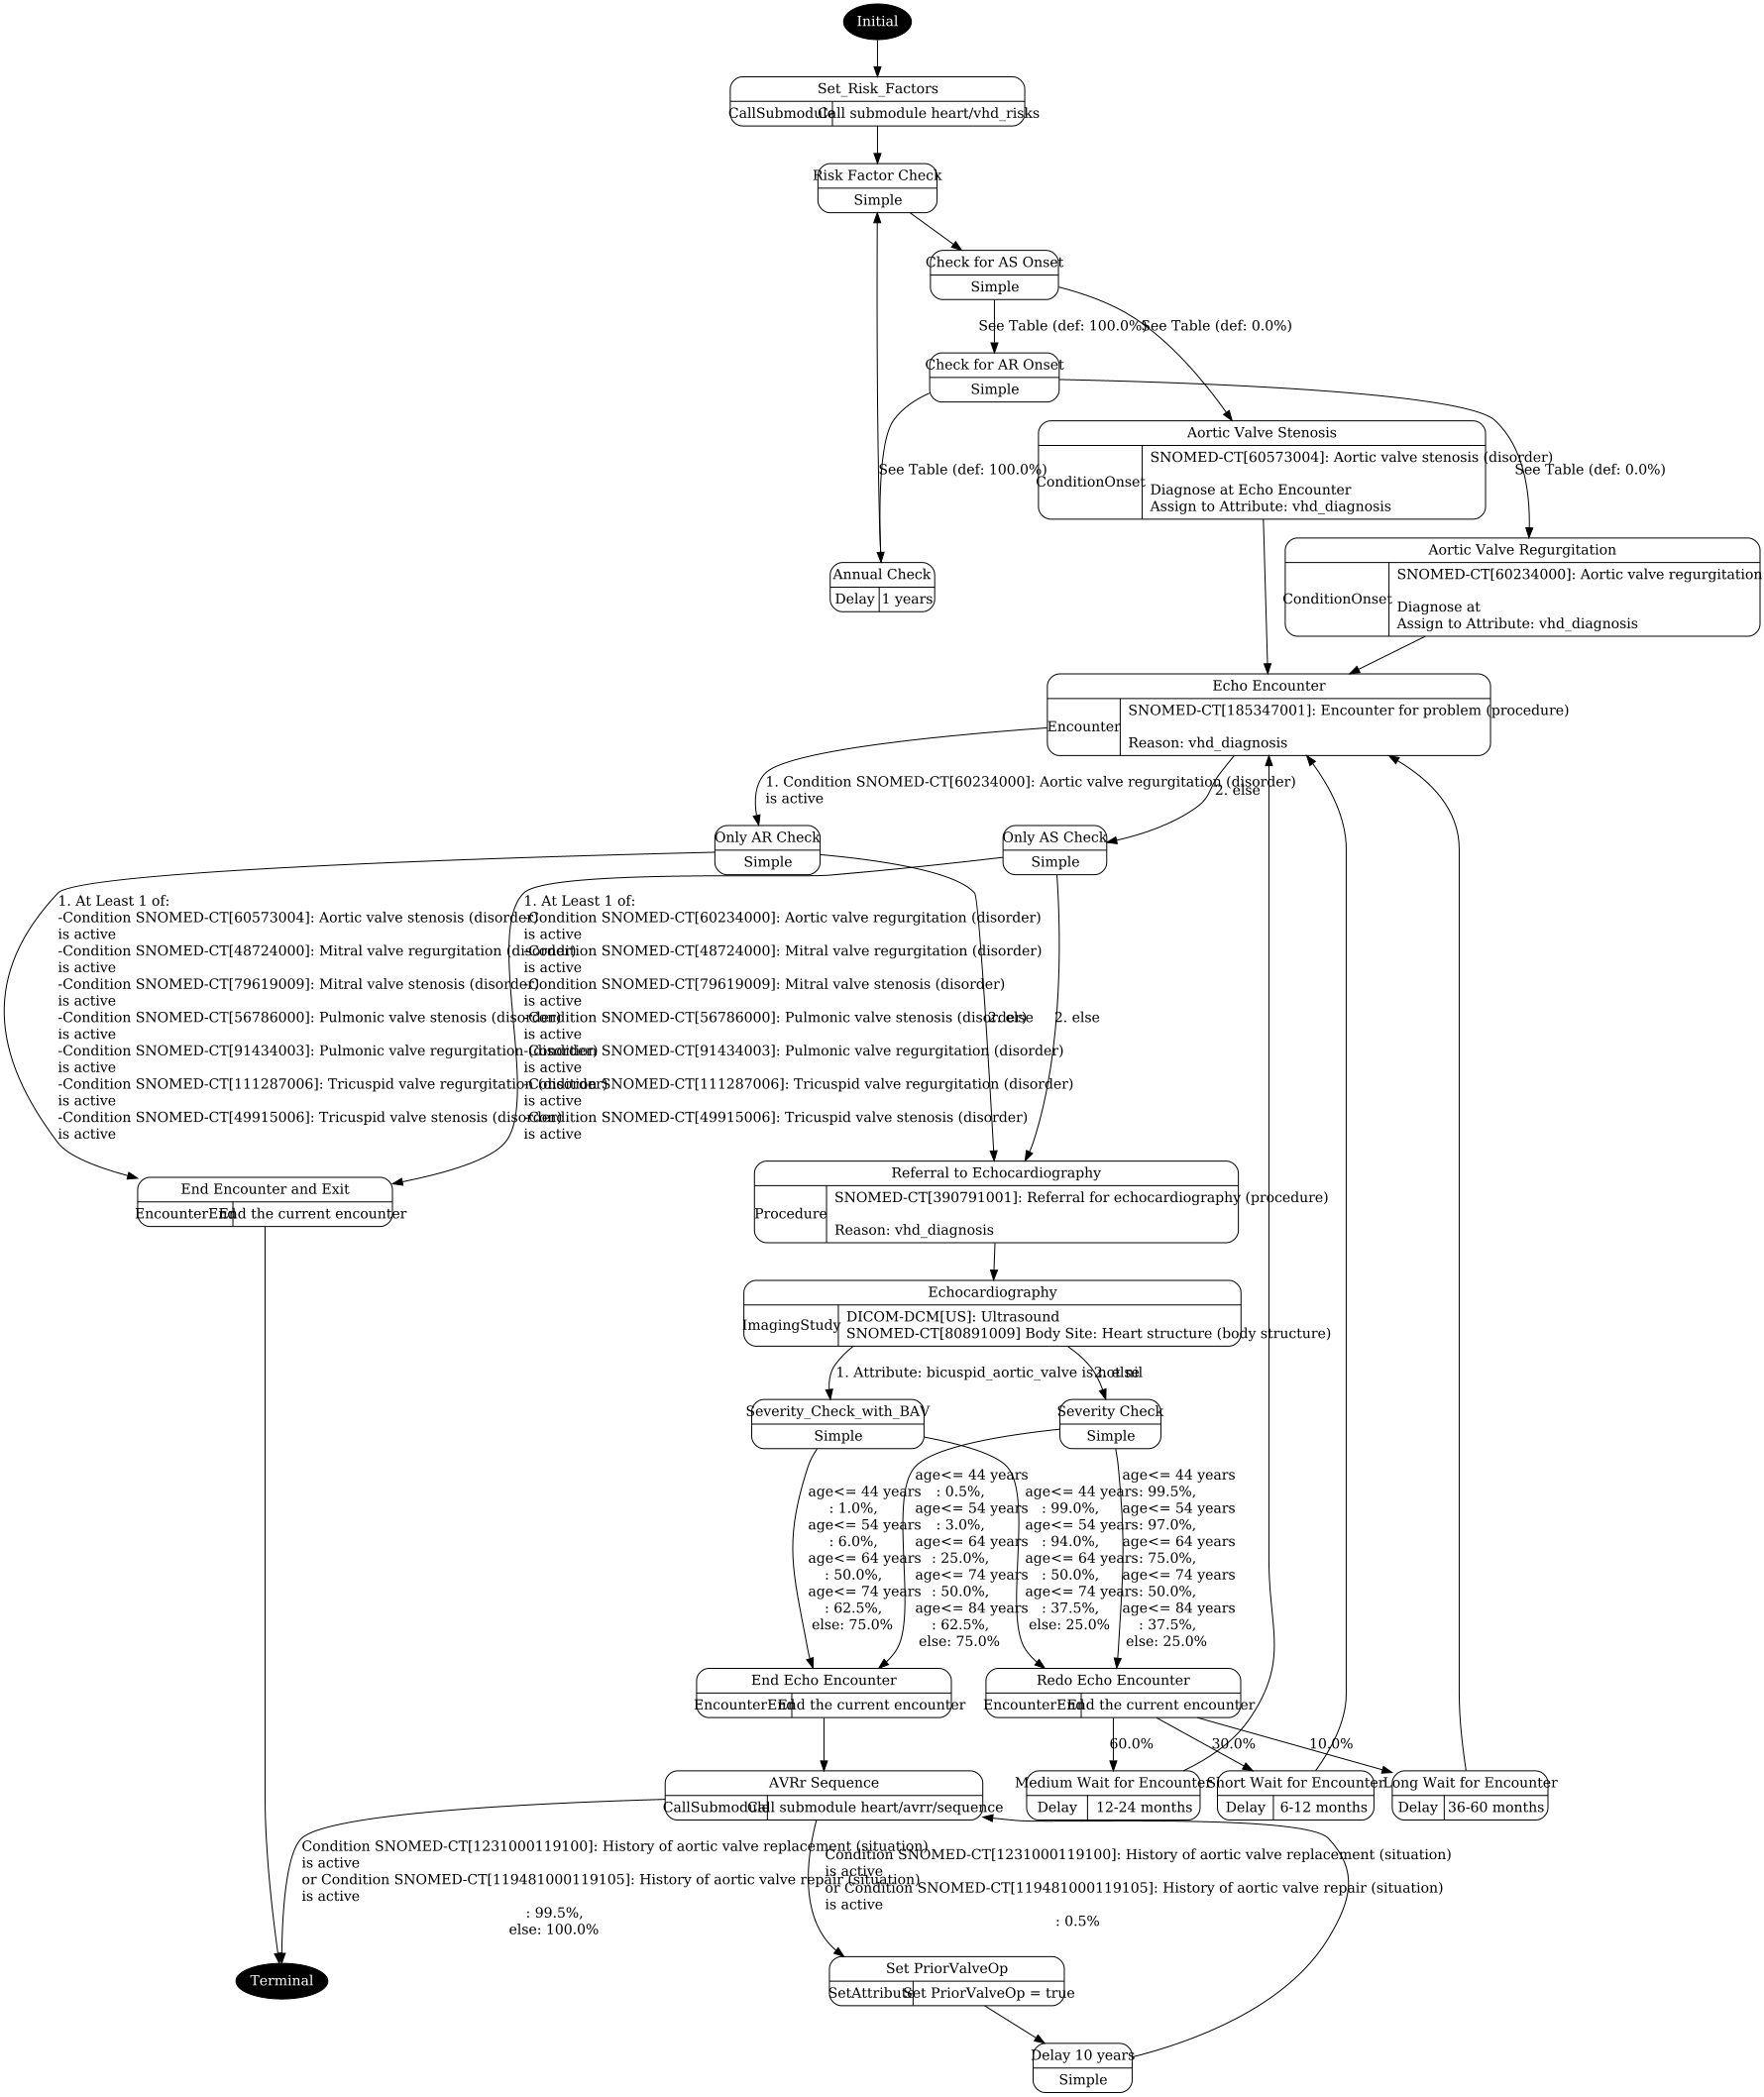 Initial
Set_Risk_Factors
CallSubmodule
Call submodule heart/vhd_risks
Risk Factor Check
Simple
Check for AS Onset
Simple
See Table (def: 100.0%)
See Table (def: 0.0%)
Check for AR Onset
Simple
Aortic Valve Stenosis
ConditionOnset
SNOMED-CT[60573004]: Aortic valve stenosis (disorder)
Diagnose at Echo Encounter
Assign to Attribute: vhd_diagnosis
See Table (def: 100.0%)
See Table (def: 0.0%)
Aortic Valve Regurgitation
ConditionOnset
SNOMED-CT[60234000]: Aortic valve regurgitation
Diagnose at
Assign to Attribute: vhd_diagnosis
Annual Check
Delay
1 years
Echo Encounter
Encounter
SNOMED-CT[185347001]: Encounter for problem (procedure)
Reason: vhd_diagnosis
1. Condition SNOMED-CT[60234000]: Aortic valve regurgitation (disorder)
is active
2. else
Only AR Check
Simple
Only AS Check
Simple
1. At Least 1 of:
-Condition SNOMED-CT[60573004]: Aortic valve stenosis (disorder)
is active
-Condition SNOMED-CT[48724000]: Mitral valve regurgitation (disorder)
is active
-Condition SNOMED-CT[79619009]: Mitral valve stenosis (disorder)
is active
-Condition SNOMED-CT[56786000]: Pulmonic valve stenosis (disorder)
is active
-Condition SNOMED-CT[91434003]: Pulmonic valve regurgitation (disorder)
is active
-Condition SNOMED-CT[111287006]: Tricuspid valve regurgitation (disorder)
is active
-Condition SNOMED-CT[49915006]: Tricuspid valve stenosis (disorder)
is active
1. At Least 1 of:
-Condition SNOMED-CT[60234000]: Aortic valve regurgitation (disorder)
is active
-Condition SNOMED-CT[48724000]: Mitral valve regurgitation (disorder)
is active
-Condition SNOMED-CT[79619009]: Mitral valve stenosis (disorder)
is active
-Condition SNOMED-CT[56786000]: Pulmonic valve stenosis (disorder)
is active
-Condition SNOMED-CT[91434003]: Pulmonic valve regurgitation (disorder)
is active
-Condition SNOMED-CT[111287006]: Tricuspid valve regurgitation (disorder)
is active
-Condition SNOMED-CT[49915006]: Tricuspid valve stenosis (disorder)
is active
2. else
2. else
End Encounter and Exit
EncounterEnd
End the current encounter
Referral to Echocardiography
Procedure
SNOMED-CT[390791001]: Referral for echocardiography (procedure)
Reason: vhd_diagnosis
Echocardiography
ImagingStudy
DICOM-DCM[US]: Ultrasound
SNOMED-CT[80891009] Body Site: Heart structure (body structure)
1. Attribute: bicuspid_aortic_valve is not nil
2. else
Severity_Check_with_BAV
Simple
Severity Check
Simple
age<= 44 years
: 1.0%,
age<= 54 years
: 6.0%,
age<= 64 years
: 50.0%,
age<= 74 years
: 62.5%,
else: 75.0%
age<= 44 years
: 0.5%,
age<= 54 years
: 3.0%,
age<= 64 years
: 25.0%,
age<= 74 years
: 50.0%,
age<= 84 years
: 62.5%,
else: 75.0%
age<= 44 years
: 99.0%,
age<= 54 years
: 94.0%,
age<= 64 years
: 50.0%,
age<= 74 years
: 37.5%,
else: 25.0%
age<= 44 years
: 99.5%,
age<= 54 years
: 97.0%,
age<= 64 years
: 75.0%,
age<= 74 years
: 50.0%,
age<= 84 years
: 37.5%,
else: 25.0%
End Echo Encounter
EncounterEnd
End the current encounter
Redo Echo Encounter
EncounterEnd
End the current encounter
60.0%
30.0%
10.0%
AVRr Sequence
CallSubmodule
Call submodule heart/avrr/sequence
Medium Wait for Encounter
Delay
12-24 months
Short Wait for Encounter
Delay
6-12 months
Long Wait for Encounter
Delay
36-60 months
Condition SNOMED-CT[1231000119100]: History of aortic valve replacement (situation)
is active
or Condition SNOMED-CT[119481000119105]: History of aortic valve repair (situation)
is active
: 99.5%,
else: 100.0%
Condition SNOMED-CT[1231000119100]: History of aortic valve replacement (situation)
is active
or Condition SNOMED-CT[119481000119105]: History of aortic valve repair (situation)
is active
: 0.5%
Terminal
Set PriorValveOp
SetAttribute
Set PriorValveOp = true
Delay 10 years
Simple